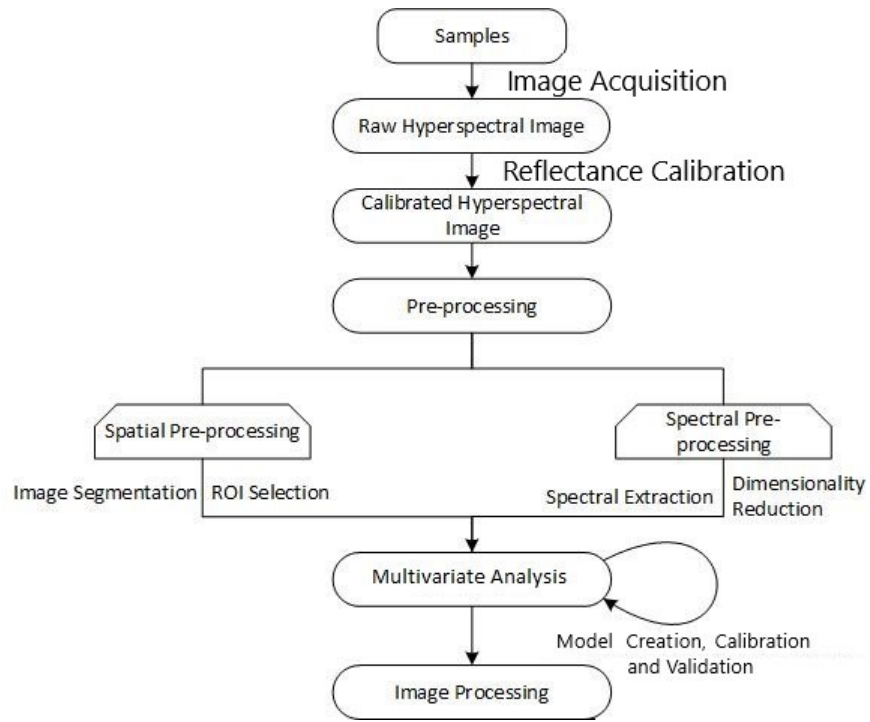 Samples
Image Acquisition
Raw Hyperspectral Image
Reflectance Calibration
Calibrated Hyperspectral
Image
Pre-processing
Spatial Pre-processing
Spectral Pre-
processing
Image Segmentation
ROI Selection
Spectral Extraction
Dimensionality
Reduction
Multivariate Analysis
Model Creation, Calibration
and Validation
Image Processing